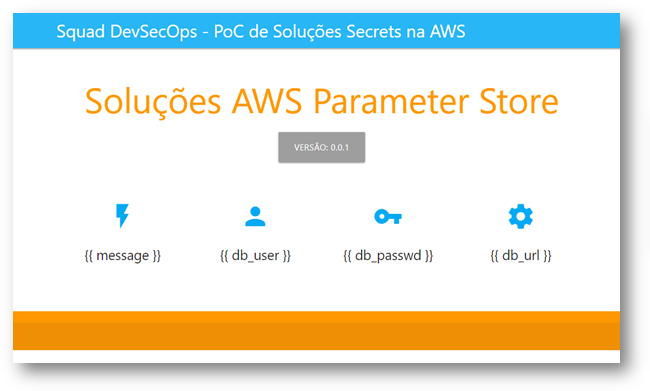 Squad DevSecOps - PoC de Soluções Secrets na AWS
Soluções AWS Parameter Store
VERSÃO: 0.0.1
{{ message }} {{ db_user }} {{ db_passwd }} {{ db_url }}